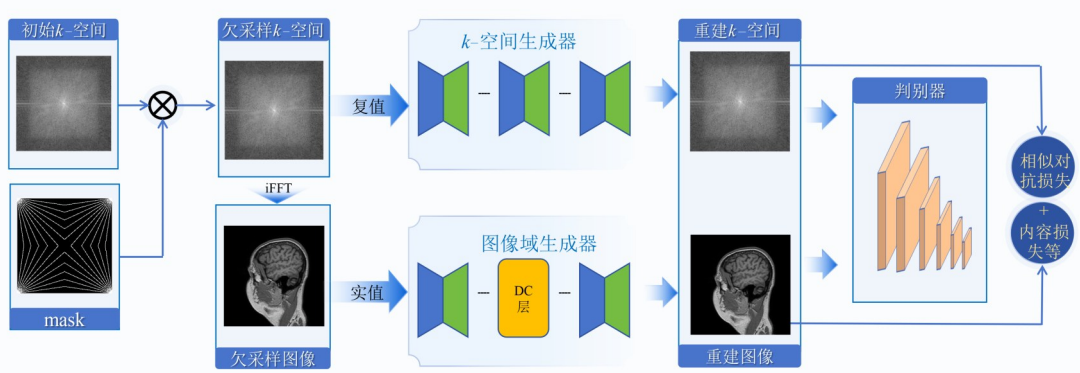 初始k-空间
欠采样k-空间
k-空间生成器
重建k-空间
判别器
复值
相似对
抗损失
iFFT
+
内容损
失等
图像域生成器
实值
DC
层
mask
欠采样图像
重建图像